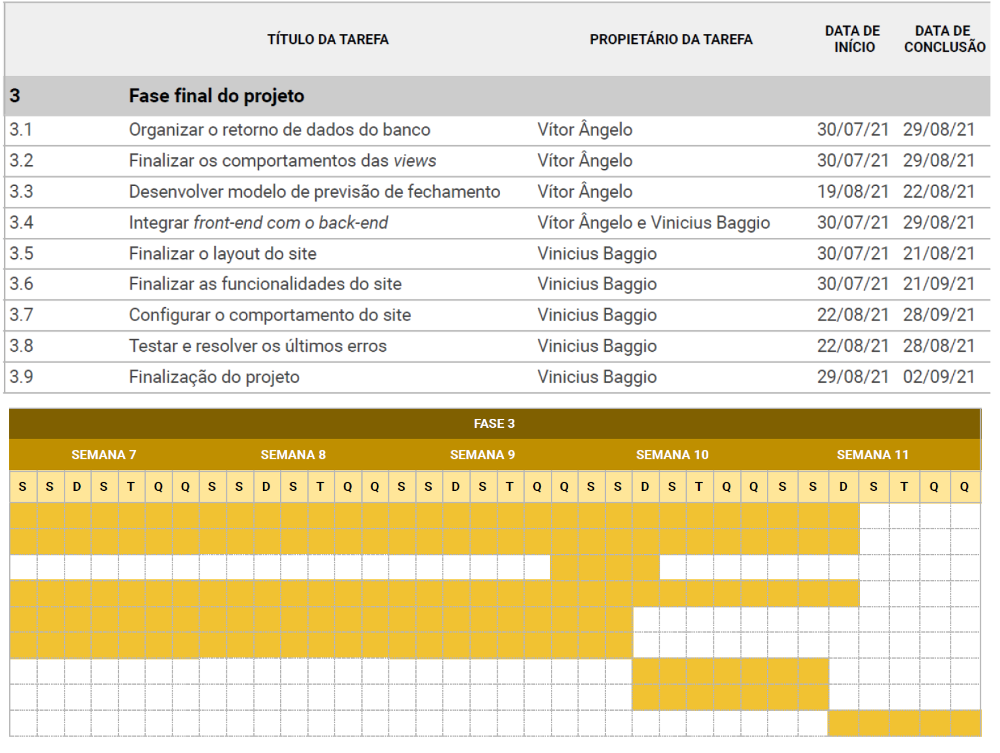 TÍTULO DA TAREFA PROPIETÁRIO DA TAREFA DATA DE INÍCIO DATA DE CONCLUSÃO
3 Fase final do projeto
3.1 Organizar o retorno de dados do banco Vítor Ângelo 30/07/21 29/08/21
3.2 Finalizar os comportamentos das views Vítor Ângelo 30/07/21 29/08/21
3.3 Desenvolver modelo de previsão de fechamento Vítor Ângelo 19/08/21 22/08/21
3.4 Integrar front-end com o back-end Vítor Ângelo e Vinicius Baggio 30/07/21 29/08/21
3.5 Finalizar o layout do site Vinicius Baggio 30/07/21 21/08/21
3.6 Finalizar as funcionalidades do site Vinicius Baggio 30/07/21 21/09/21
3.7 Configurar o comportamento do site Vinicius Baggio 22/08/21 28/09/21
3.8 Testar e resolver os últimos erros Vinicius Baggio 22/08/21 28/08/21
3.9 Finalização do projeto Vinicius Baggio 29/08/21 02/09/21
FASE 3
SEMANA 7 SEMANA 8 SEMANA 9 SEMANA 10 SEMANA 11
S S D S T Q Q S S D S T Q Q S S D S T Q Q S S D S T Q Q S S D S T Q Q